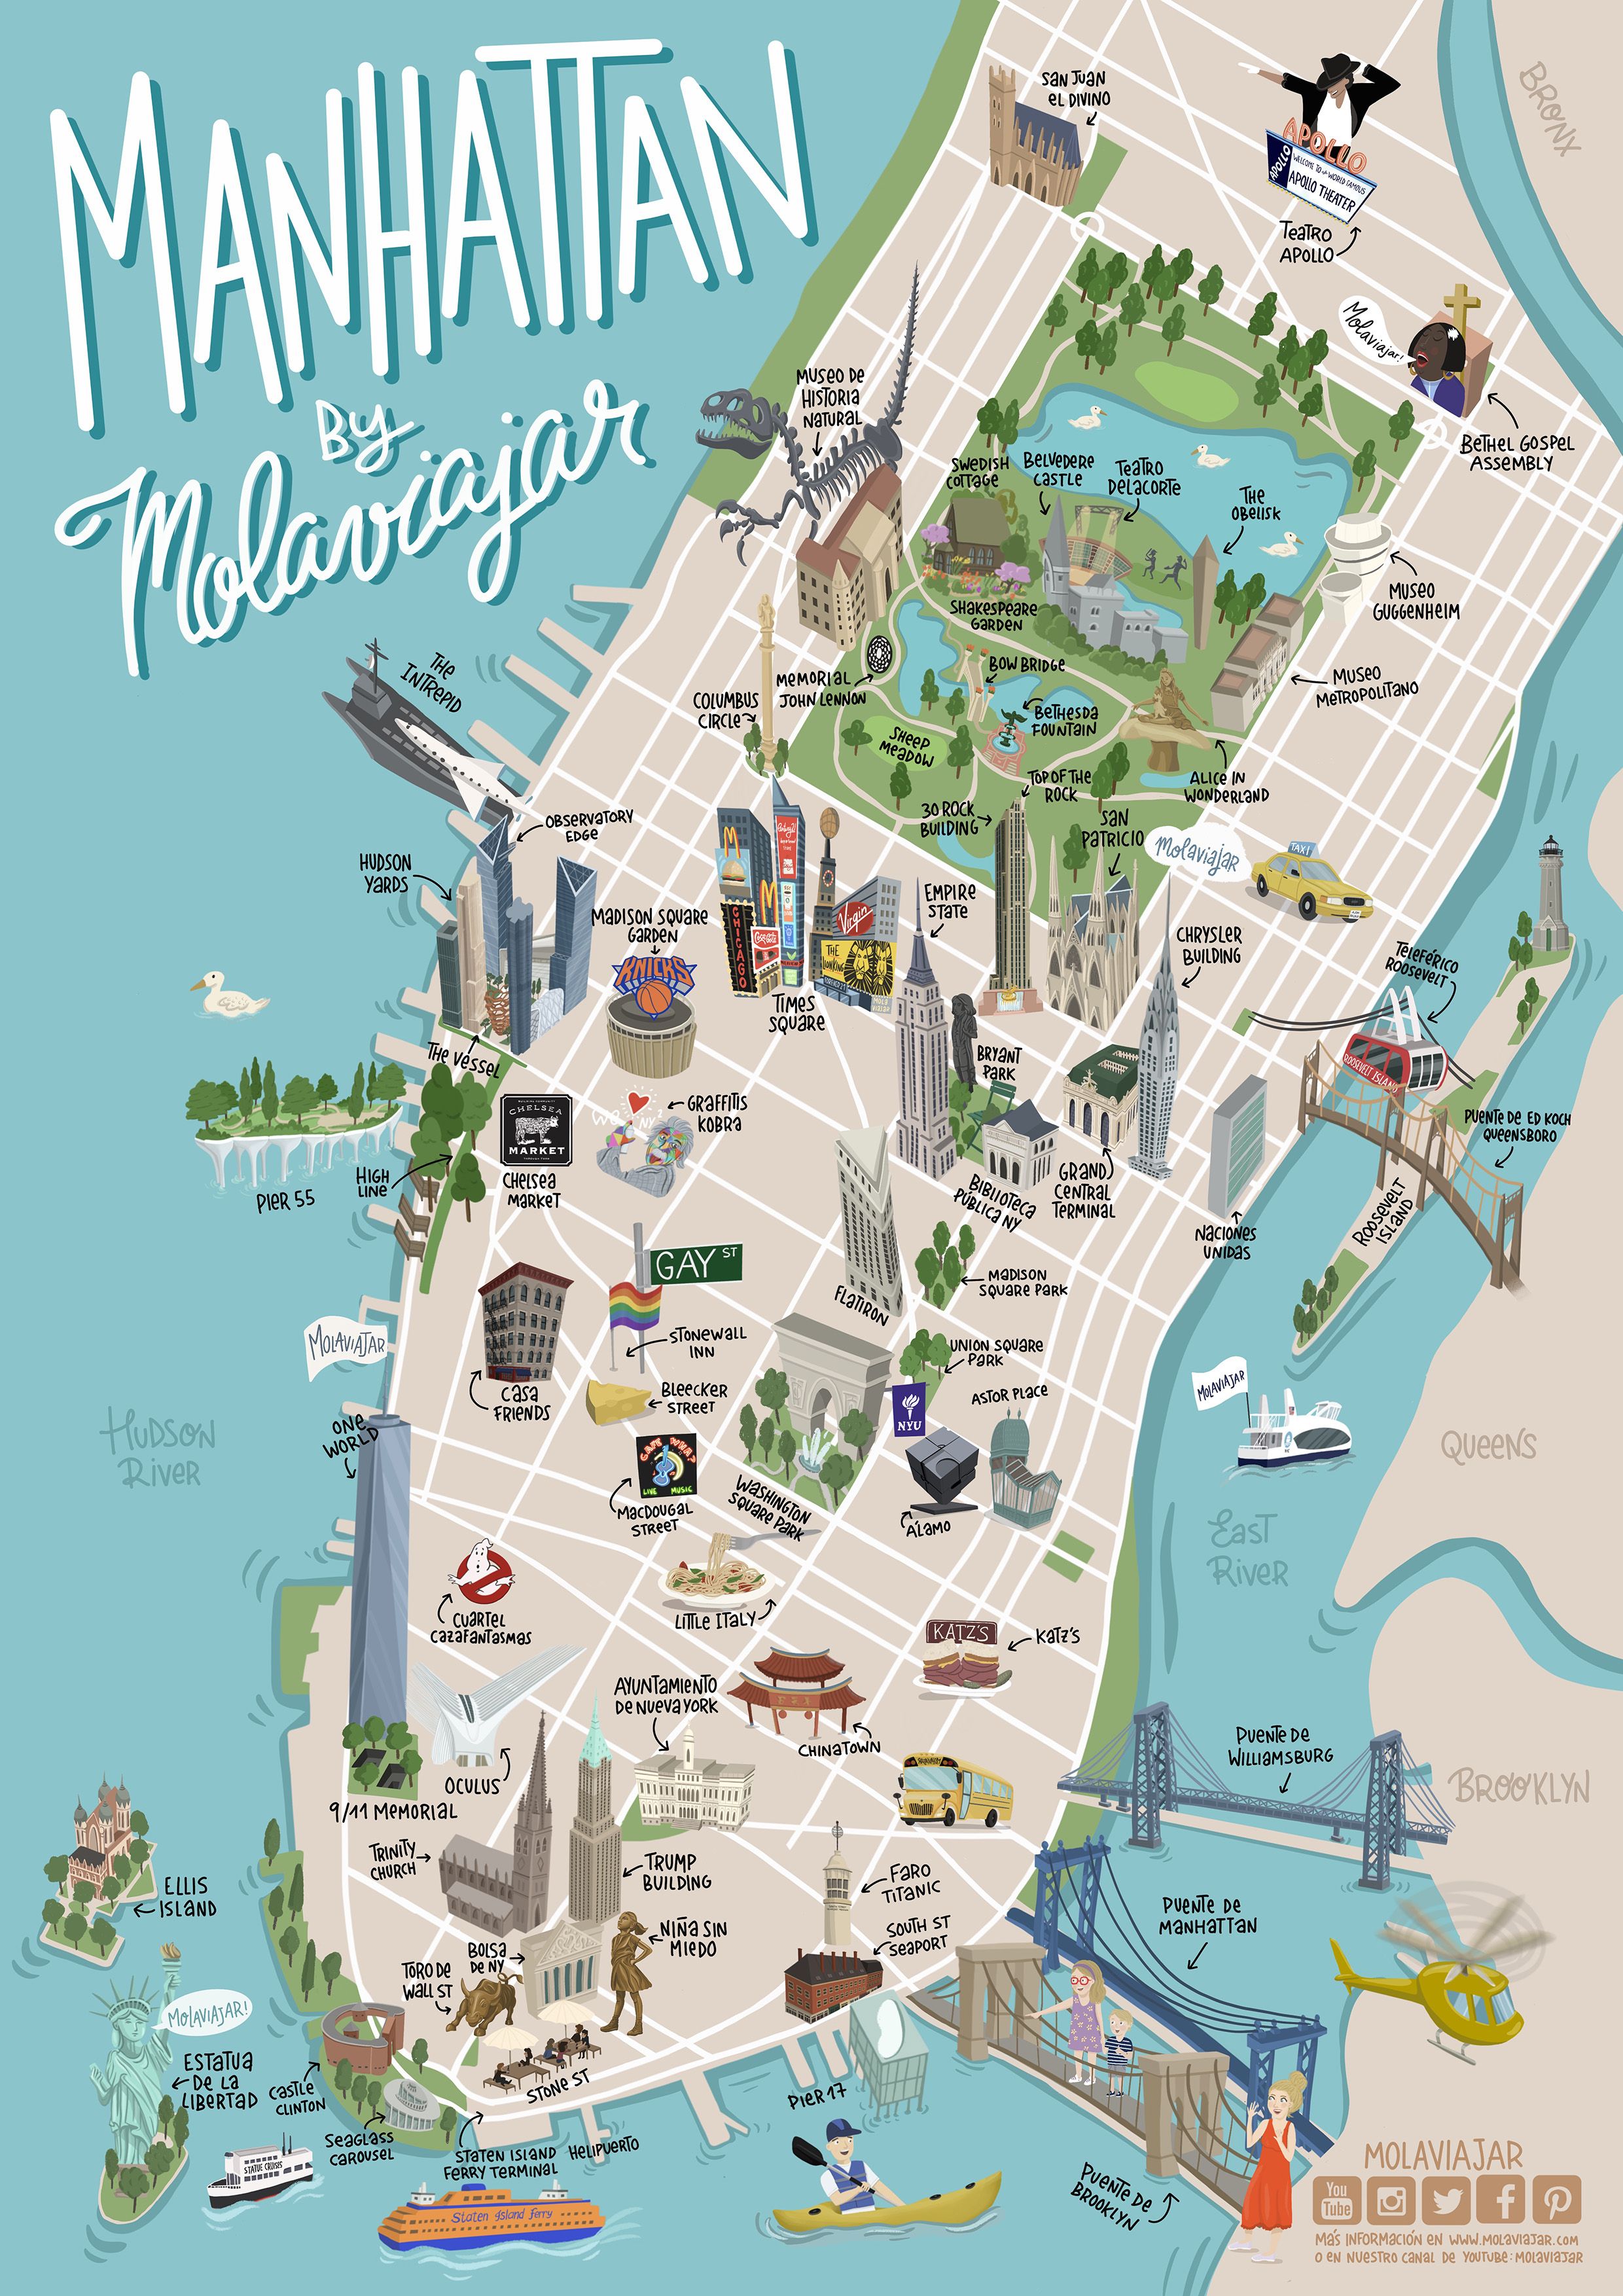 MANHATTAN
By
Molaviajar
BRONX
SAN JUAN
EL DIVINO
APOLLO
APOLLO
WELCOME TO THE WORLD FAMOUS
APOLLO THEATER
TEATRO
APOLLO
Molaviajar!
BETHEL GOSPEL
ASSEMBLY
MUSEO DE
HISTORIA
NATURAL
SWEDISH
COTTAGE
BELVEDERE
CASTLE
TEATRO
DELACORTE
THE
OBELISK
MUSEO
GUGGENHEIM
SHAKESPEARE
GARDEN
BOW BRIDGE
MEMORIAL
JOHN LENNON
MUSEO
METROPOLITANO
COLUMBUS
CIRCLE
BETHESDA
FOUNTAIN
SHEEP
MEADOW
THE
INTREPID
ALICE IN
WONDERLAND
TOP OF THE
ROCK
30 ROCK
BUILDING
SAN
PATRICIO
Molaviajar
TAXI
OBSERVATORY
EDGE
HUDSON
YARDS
MADISON SQUARE
GARDEN
KNICKS
CHICAGO
Coca-Cola
Virgin
THE
LION KING
TIMES
SQUARE
EMPIRE
STATE
CHRYSLER
BUILDING
TELEFÉRICO
ROOSEVELT
ROOSEVELT ISLAND
THE VESSEL
BRYANT
PARK
CHELSEA
MARKET
CHELSEA
MARKET
NY
GRAFFITIS
KOBRA
PUENTE DE ED KOCH
QUEENSBORO
PIER 55
HIGH
LINE
BIBLIOTECA
PÚBLICA NY
GRAND
CENTRAL
TERMINAL
NACIONES
UNIDAS
ROOSEVELT
ISLAND
GAY ST
MADISON
SQUARE PARK
FLATIRON
MOLAVIAJAR
STONEWALL
INN
UNION SQUARE
PARK
CASA
FRIENDS
BLEECKER
STREET
NYU
ASTOR PLACE
MOLAVIAJAR
HUDSON
RIVER
ONE
WORLD
QUEENS
CAFE WHA?
LIVE MUSIC
MACDOUGAL
STREET
WASHINGTON
SQUARE PARK
ÁLAMO
EAST
RIVER
CUARTEL
CAZAFANTASMAS
LITTLE ITALY
KATZ'S
KATZ'S
AYUNTAMIENTO
DE NUEVA YORK
CHINATOWN
OCULUS
9/11 MEMORIAL
PUENTE DE
WILLIAMSBURG
BROOKLYN
TRINITY
CHURCH
TRUMP
BUILDING
FARO
TITANIC
ELLIS
ISLAND
NIÑA SIN
MIEDO
SOUTH ST
SEAPORT
PUENTE DE
MANHATTAN
BOLSA
DE NY
TORO DE
WALL ST
MOLAVIAJAR!
ESTATUA
DE LA
LIBERTAD
CASTLE
CLINTON
STONE ST
PIER 17
SEAGLASS
CAROUSEL
STATEN ISLAND
FERRY TERMINAL
HELIPUERTO
STATUE CRUISES
Staten Island ferry
PUENTE DE
BROOKLYN
MOLAVIAJAR
You
Tube
MÁS INFORMACIÓN EN WWW.MOLAVIAJAR.COM
O EN NUESTRO CANAL DE YOUTUBE: MOLAVIAJAR